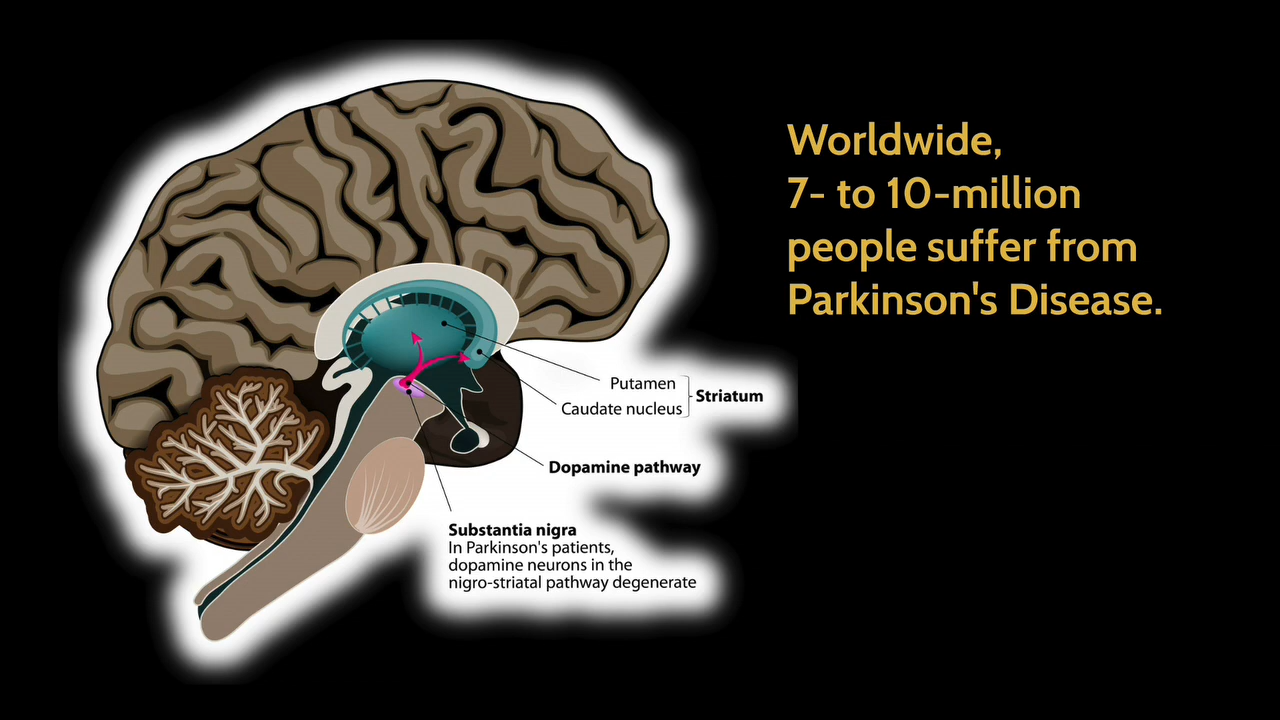 Worldwide,
7- to 10-million
people suffer from
Parkinson's Disease.
Putamen
Caudate nucleus
Striatum
Dopamine pathway
Substantia nigra
In Parkinson's patients,
dopamine neurons in the
nigro-striatal pathway degenerate